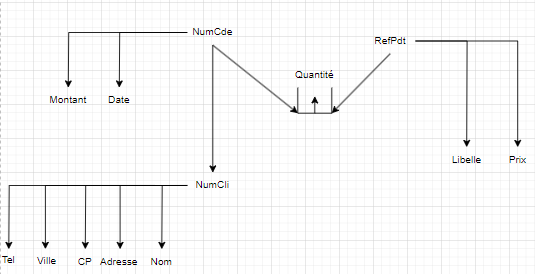 NumCde
RefPdt
Quantité
Montant
Date
Libelle
Prix
NumCli
Tel
Ville
CP
Adresse
Nom